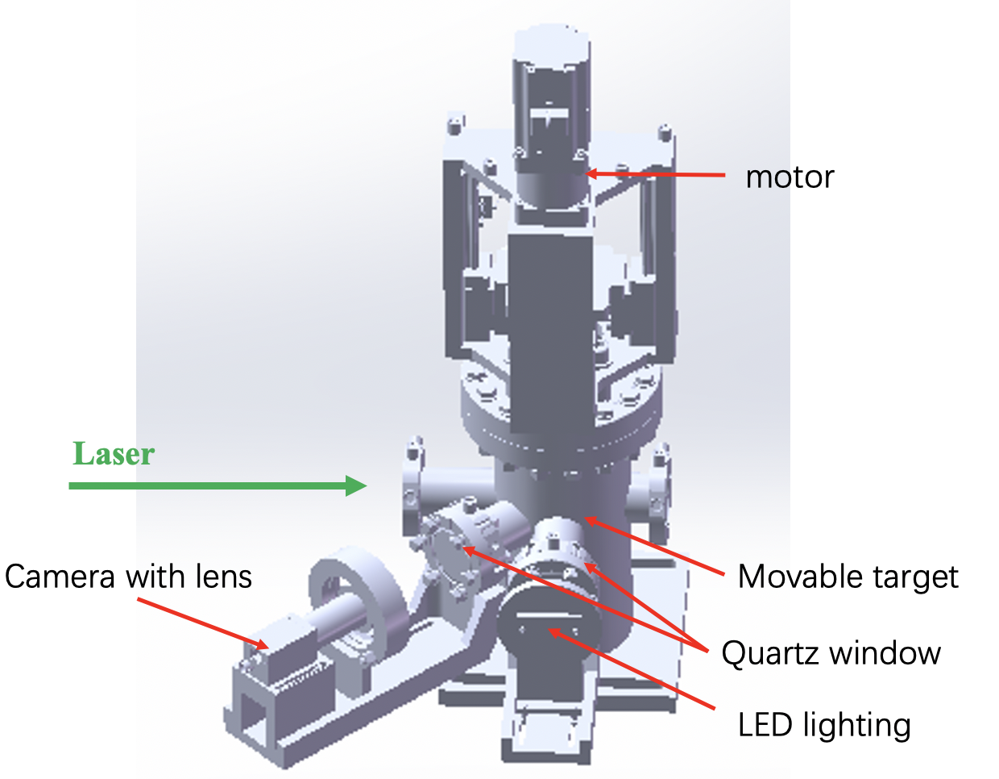 motor
Laser
Camera with lens
Movable target
Quartz window
LED lighting